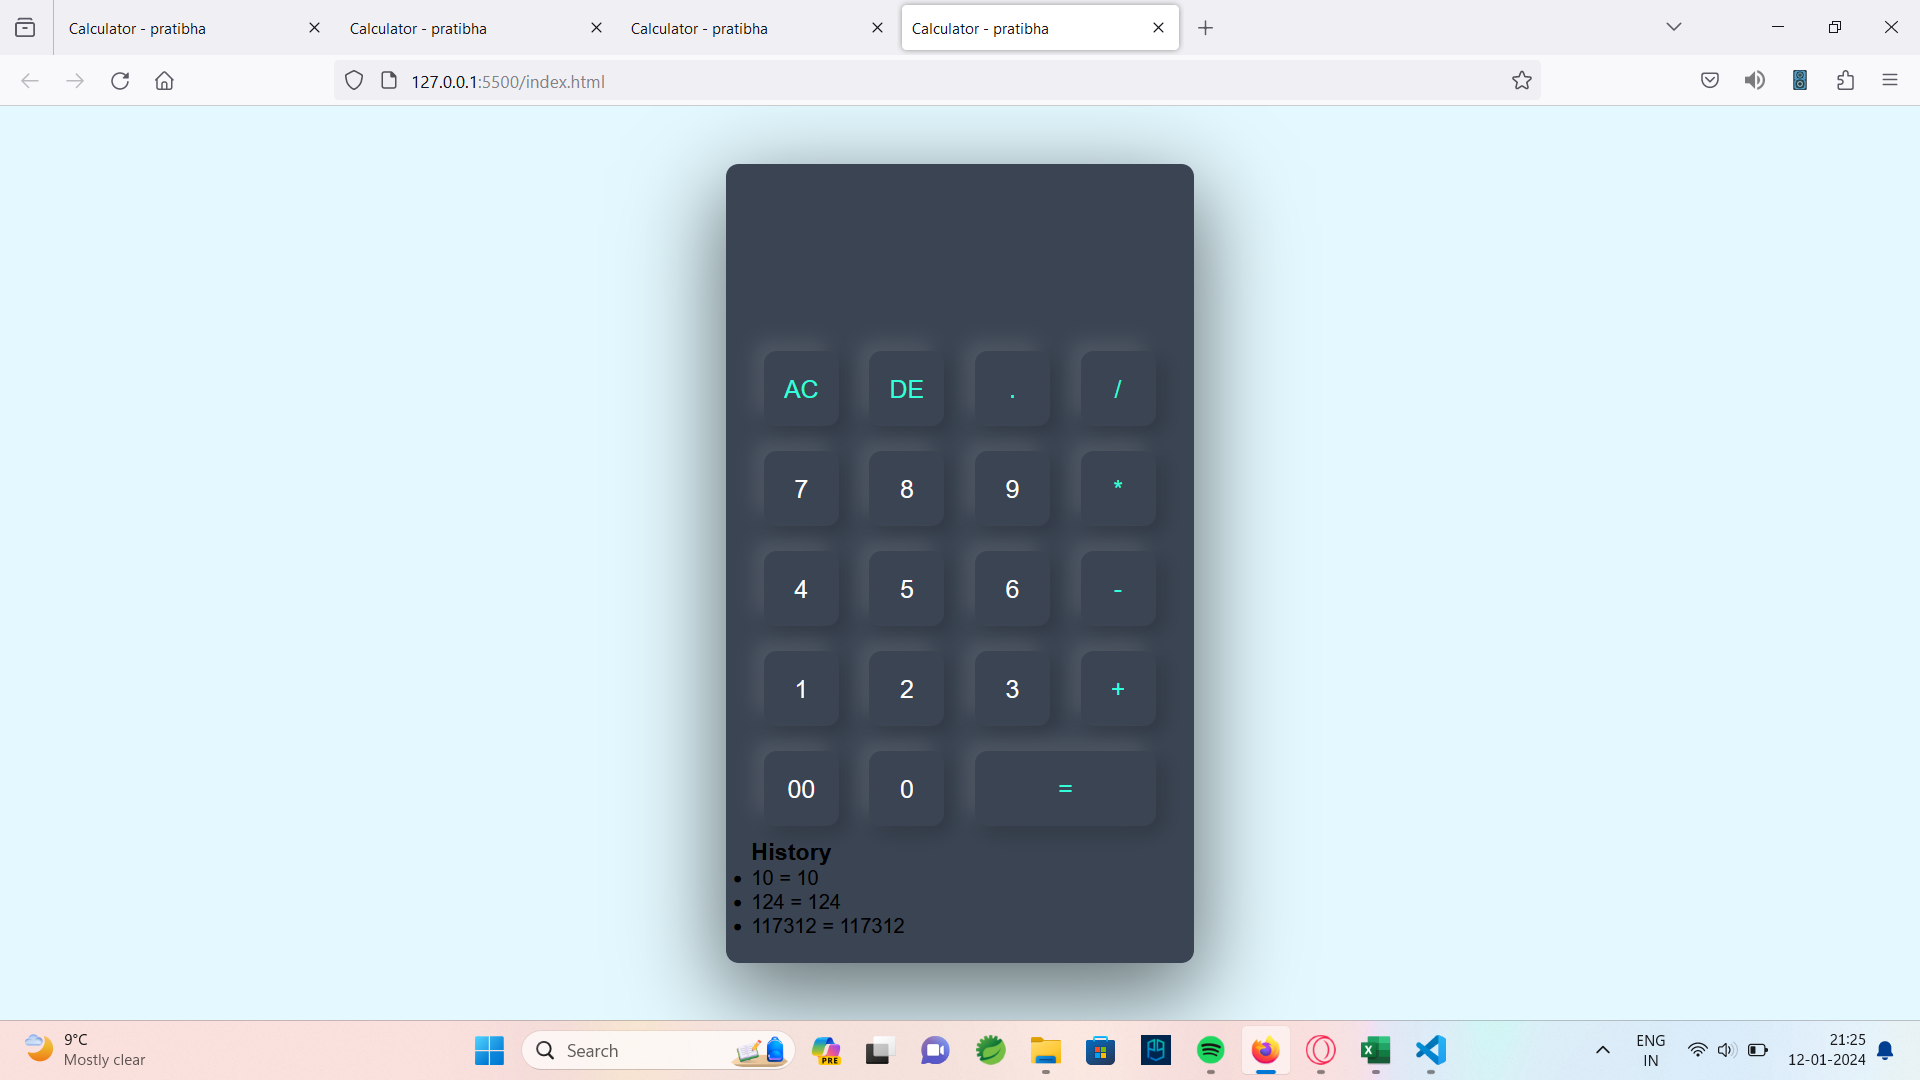 Calculator - pratibha
Calculator - pratibha
Calculator - pratibha
Calculator - pratibha
127.0.0.1:5500/index.html
AC DE . /
7 8 9 *
4 5 6 -
1 2 3 +
00 0 =
History
10 = 10
124 = 124
117312 = 117312
9°C
Mostly clear
Search
PRE
ENG
IN
21:25
12-01-2024